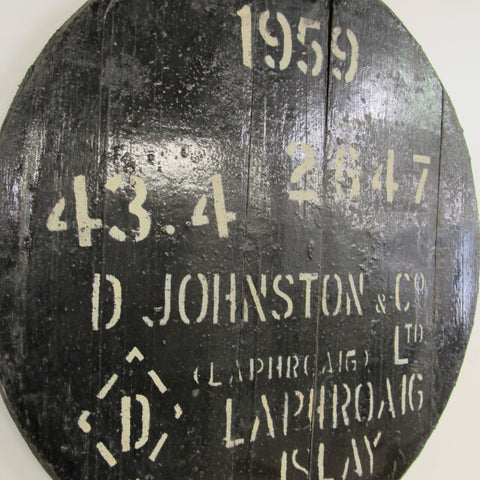 1959
2647
43.4
D JOHNSTON & Cº
(LAPHROAIG) LTD
D LAPHROAIG
ISLAY